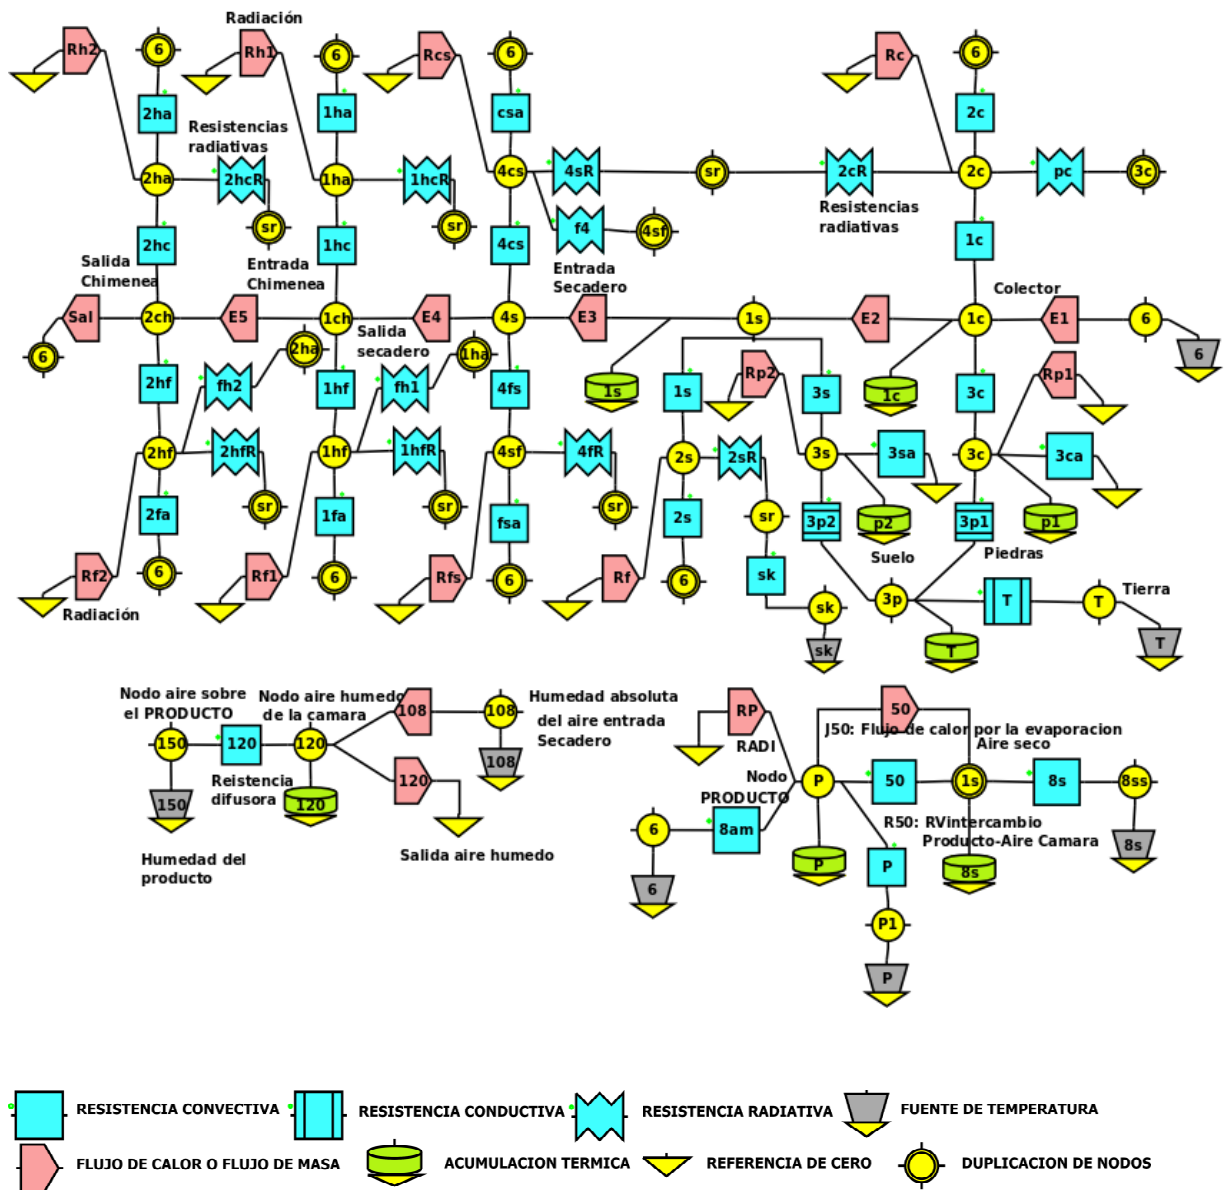 Radiación
Rh2
6
Rh1
6
Rcs
6
Rc
6
2ha
1ha
csa
2c
Resistencias
radiativas
2ha
2hcR
1ha
1hcR
4cs
4sR
sr
2cR
2c
pc
3c
sr
sr
f4
4sf
Resistencias
radiativas
2hc
1hc
4cs
1c
Salida
Chimenea
Entrada
Chimenea
Entrada
Secadero
Colector
Sal
2ch
E5
1ch
E4
4s
E3
1s
E2
1c
E1
6
6
Salida
secadero
2ha
1ha
6
2hf
fh2
1hf
fh1
4fs
1s
1s
Rp2
3s
1c
3c
Rp1
2hf
2hfR
1hf
1hfR
4sf
4fR
2s
2sR
3s
3sa
3c
3ca
sr
sr
sr
2fa
1fa
fsa
2s
sr
3p2
p2
3p1
p1
Suelo
Piedras
Rf2
6
Rf1
6
Rfs
6
Rf
6
sk
Radiación
sk
3p
T
T
Tierra
sk
T
T
Nodo aire sobre
el PRODUCTO
Nodo aire humedo
de la camara
108
108
Humedad absoluta
del aire entrada
Secadero
150
120
120
108
Reistencia
difusora
150
120
120
Humedad del
producto
Salida aire humedo
RP
RADI
50
J50: Flujo de calor por la evaporacion
Aire seco
Nodo
PRODUCTO
P
50
1s
8s
8ss
6
8am
R50: RVintercambio
Producto-Aire Camara
6
P
P
8s
8s
P1
P
RESISTENCIA CONVECTIVA
RESISTENCIA CONDUCTIVA
RESISTENCIA RADIATIVA
FUENTE DE TEMPERATURA
FLUJO DE CALOR O FLUJO DE MASA
ACUMULACION TERMICA
REFERENCIA DE CERO
DUPLICACION DE NODOS